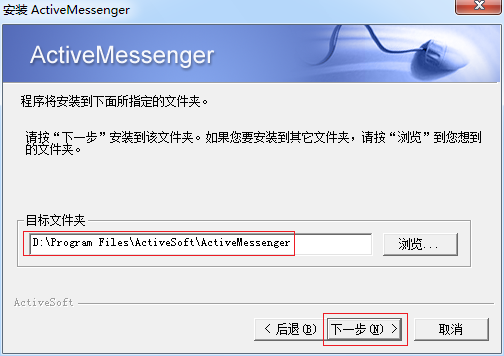 安装 ActiveMessenger
ActiveMessenger
程序将安装到下面所指定的文件夹。
请按“下一步”安装到该文件夹。如果您要安装到其它文件夹，请按“浏览”到您想到
的文件夹。
目标文件夹
D:\Program Files\ActiveSoft\ActiveMessenger
浏览...
ActiveSoft
< 后退(B)
下一步(N) >
取消